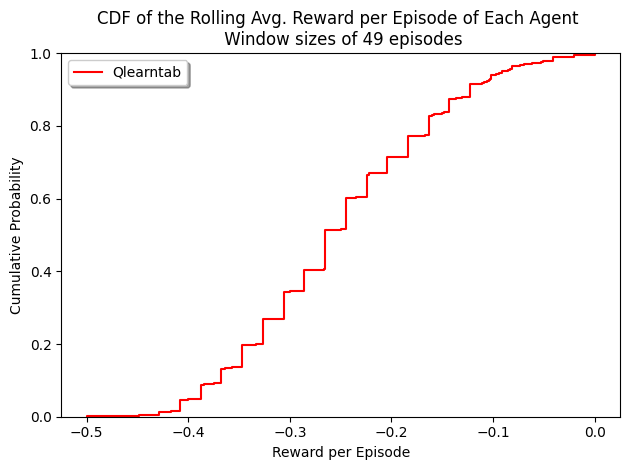 CDF of the Rolling Avg. Reward per Episode of Each Agent
Window sizes of 49 episodes
Qlearntab
Cumulative Probability
1.0
0.8
0.6
0.4
0.2
0.0
−0.5 −0.4 −0.3 −0.2 −0.1 0.0
Reward per Episode